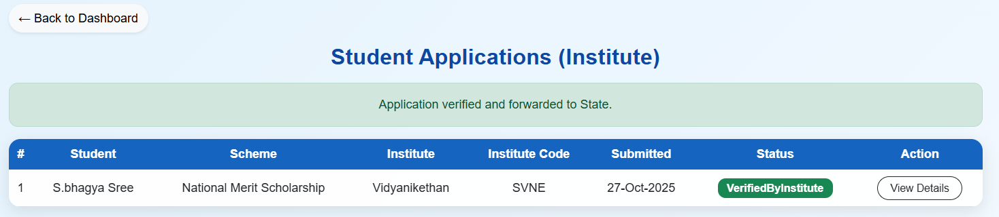 ← Back to Dashboard
Student Applications (Institute)
Application verified and forwarded to State.
# Student Scheme Institute Institute Code Submitted Status Action
1 S.bhagya Sree National Merit Scholarship Vidyanikethan SVNE 27-Oct-2025 VerifiedByInstitute View Details